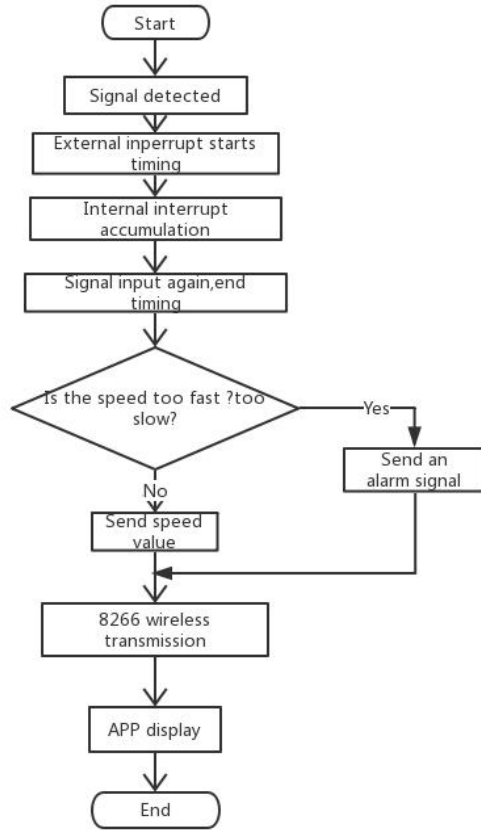 Start
Signal detected
External inperrupt starts
timing
Internal interrupt
accumulation
Signal input again,end
timing
Is the speed too fast ?too
slow?
Yes
Send an
alarm signal
No
Send speed
value
8266 wireless
transmission
APP display
End